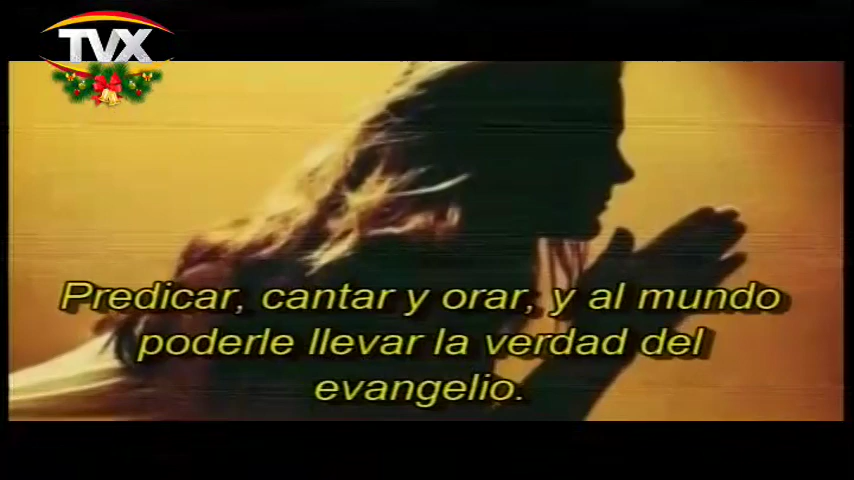 TVX
Predicar, cantar y orar, y al mundo
poderle llevar la verdad del
evangelio.